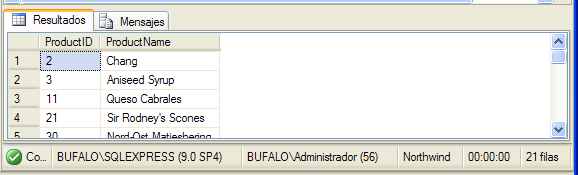 Resultados Mensajes
ProductID ProductName
1 2 Chang
2 3 Aniseed Syrup
3 11 Queso Cabrales
4 21 Sir Rodney's Scones
5 30 Nord-Ost Matjeshering
Co... BUFALO\SQLEXPRESS (9.0 SP4) BUFALO\Administrador (56) Northwind 00:00:00 21 filas